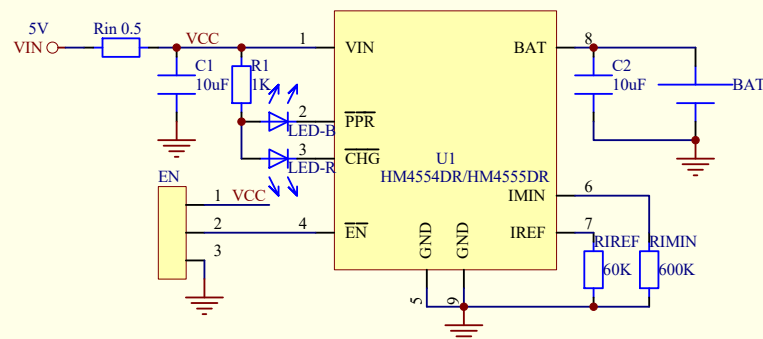 5V
VIN
Rin 0.5
VCC
1
VIN
BAT
8
C1
10uF
R1
1K
C2
10uF
BAT
2
PPR
LED-B
3
CHG
LED-R
U1
HM4554DR/HM4555DR
EN
1
VCC
2
3
4
EN
IMIN
6
IREF
7
GND
GND
5
9
RIREF
60K
RIMIN
600K